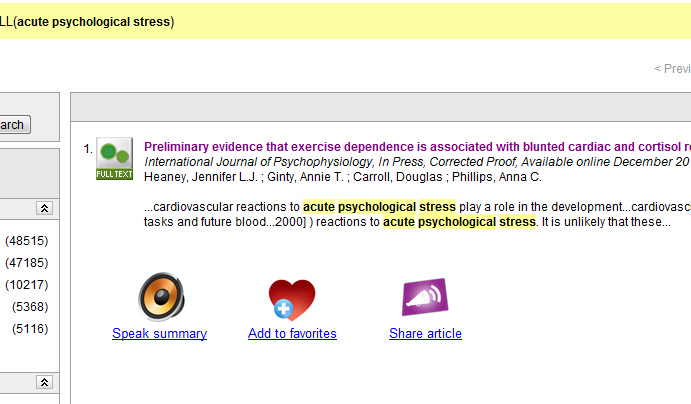 LL(acute psychological stress)
< Previ
arch
1.
FULL TEXT
Preliminary evidence that exercise dependence is associated with blunted cardiac and cortisol re
International Journal of Psychophysiology, In Press, Corrected Proof, Available online December 20
Heaney, Jennifer L.J. ; Ginty, Annie T. ; Carroll, Douglas ; Phillips, Anna C.
...cardiovascular reactions to acute psychological stress play a role in the development...cardiovasc
tasks and future blood...2000] ) reactions to acute psychological stress. It is unlikely that these...
(48515)
(47185)
(10217)
(5368)
(5116)
Speak summary
Add to favorites
Share article